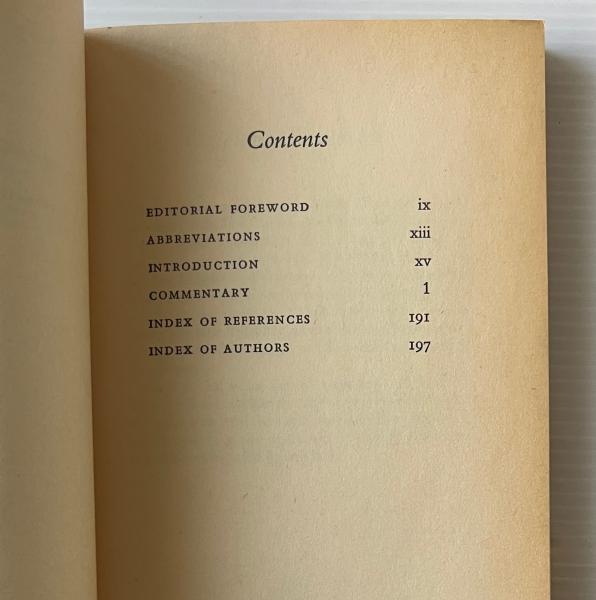 Contents
EDITORIAL FOREWORD ix
ABBREVIATIONS xiii
INTRODUCTION xv
COMMENTARY 1
INDEX OF REFERENCES 191
INDEX OF AUTHORS 197